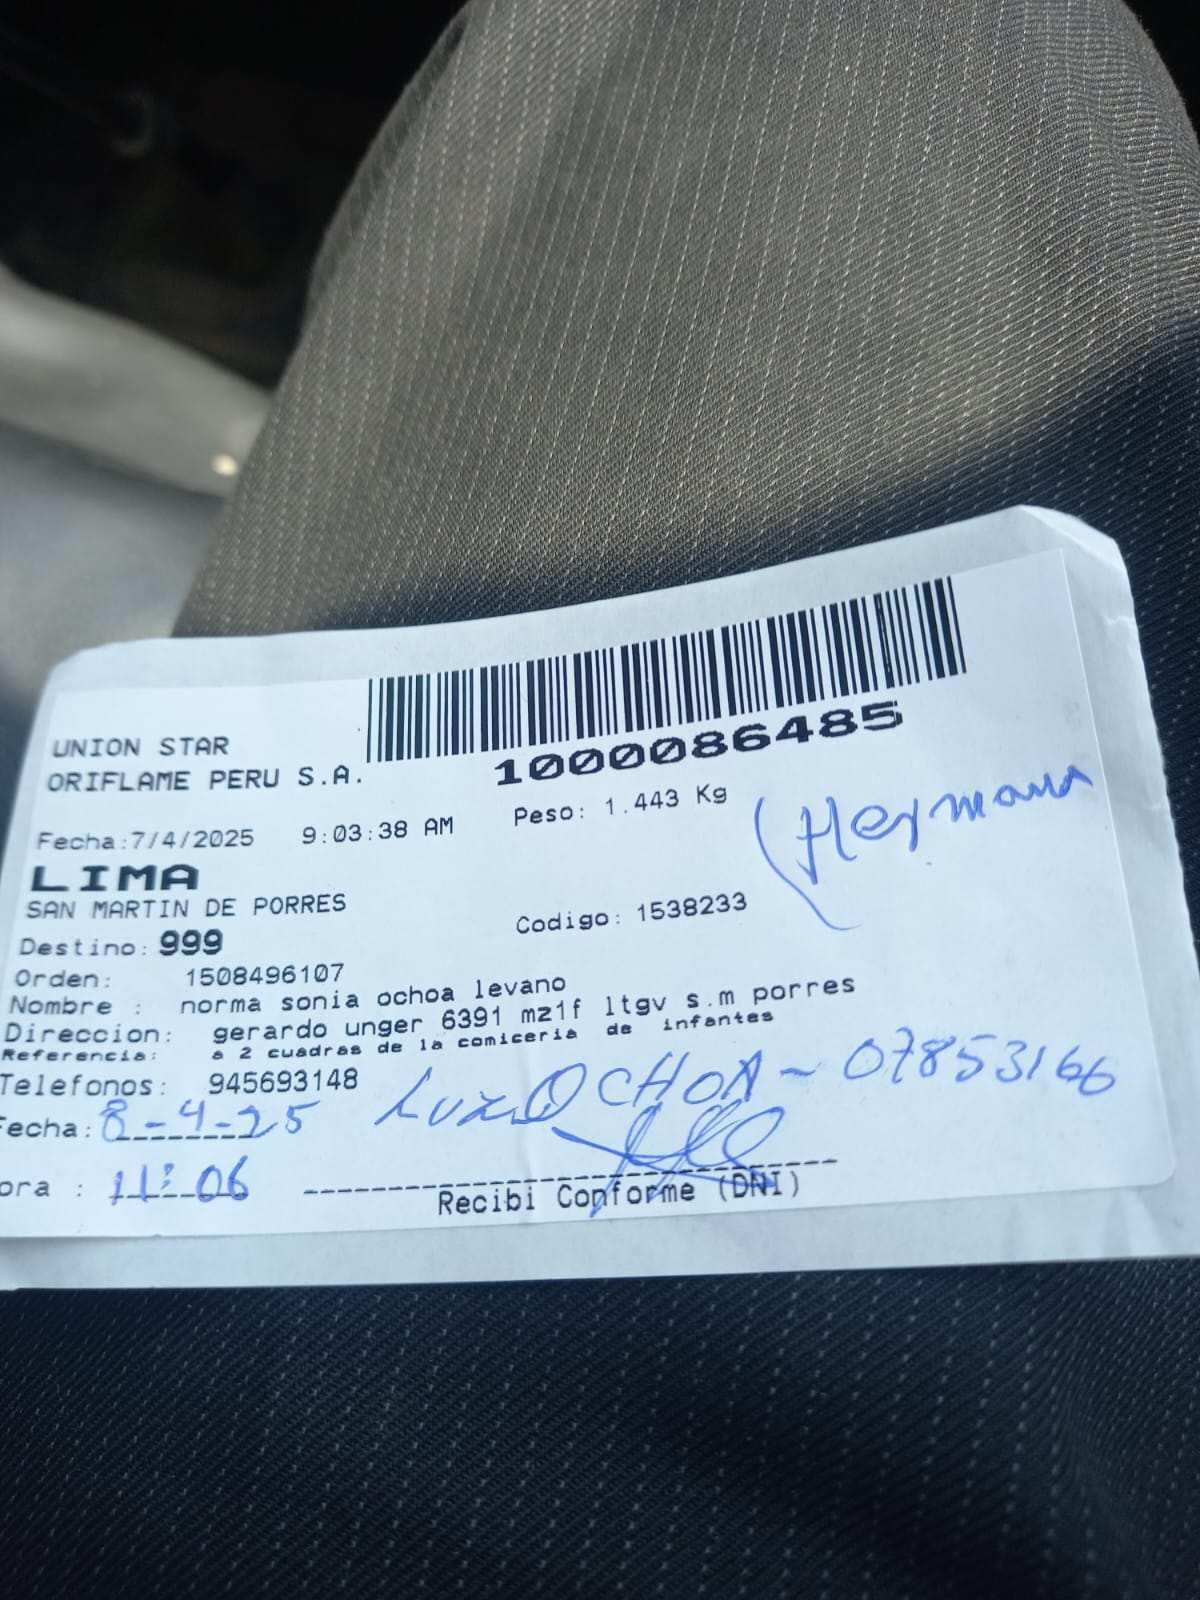 UNION STAR
ORIFLAME PERU S.A.
1000086485
Fecha:7/4/2025 9:03:38 AM Peso: 1.443 Kg
(Hermana
LIMA
SAN MARTIN DE PORRES
Codigo: 1538233
Destino: 999
Orden: 1508496107
Nombre : norma sonia ochoa levano
Direccion: gerardo unger 6391 mz1f ltgv s.m porres
Referencia: a 2 cuadras de la comiceria de infantes
Telefonos: 945693148
Luz OCHOA - 07853166
echa: 8-4-25
ora : 11:06
Recibi Conforme (DNI)